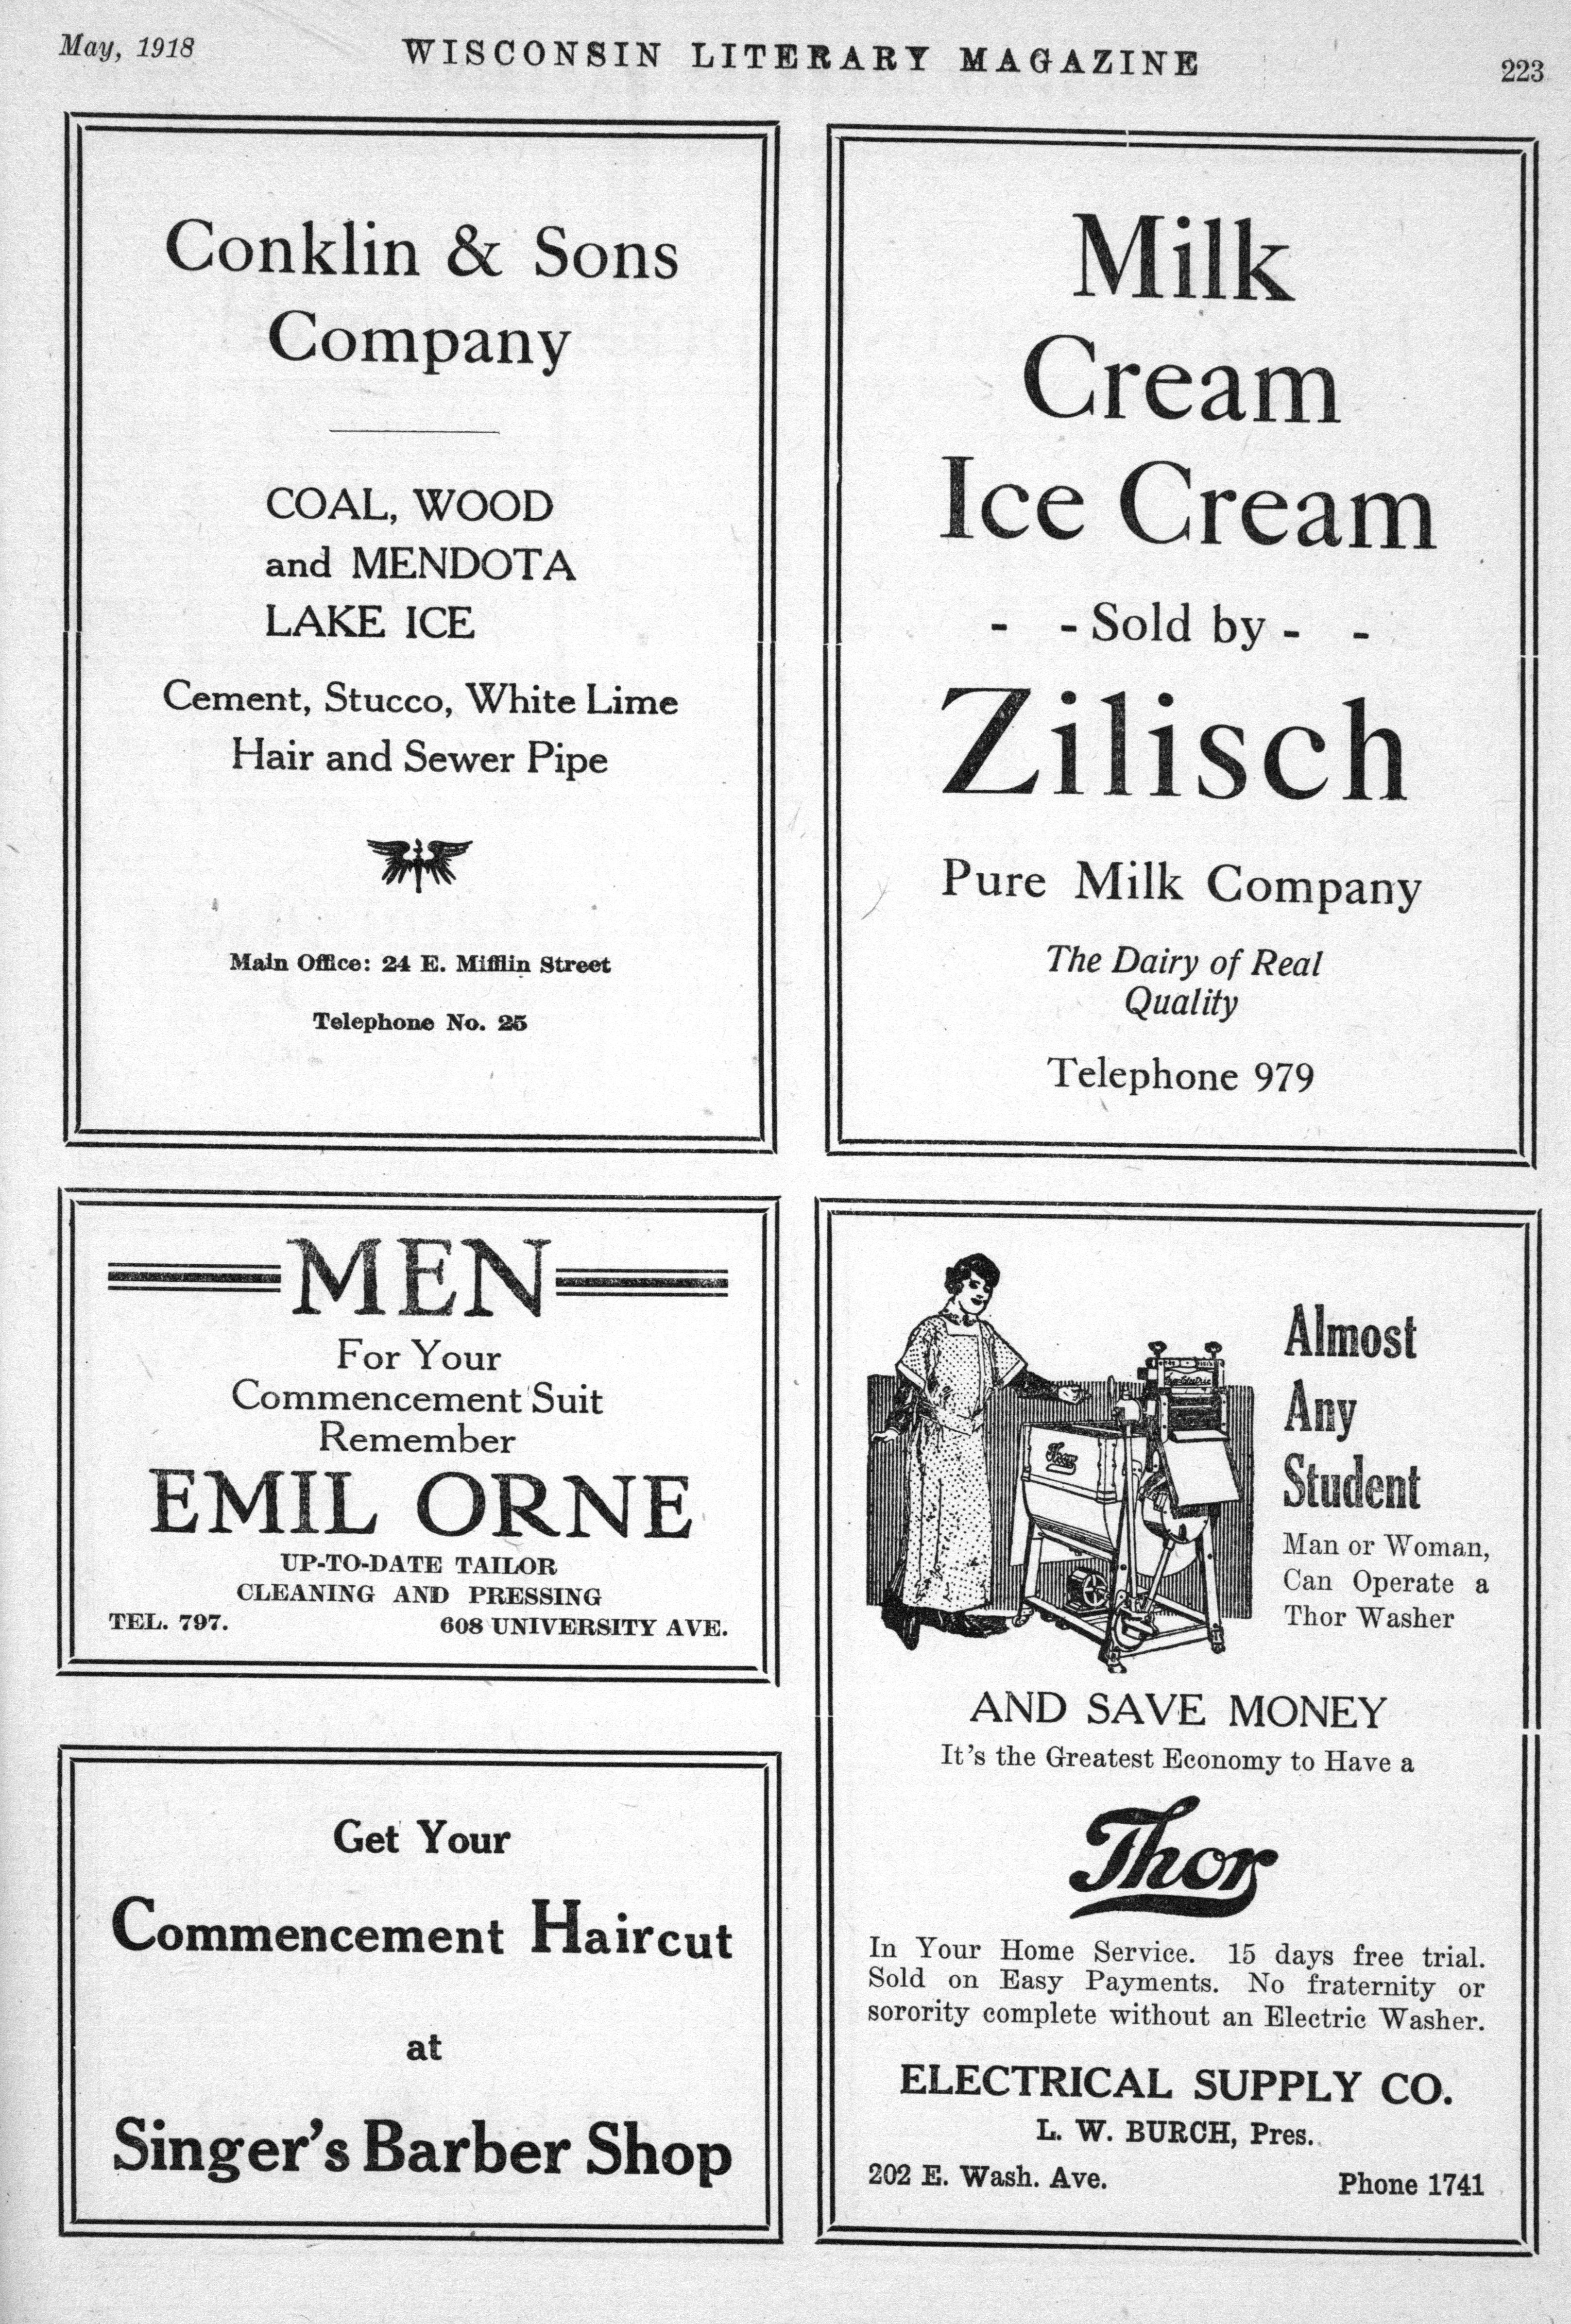 May, 1918 WISCONSIN LITERARY MAGAZINE 223
Conklin & Sons
Company
COAL, WOOD
and MENDOTA
LAKE ICE
Cement, Stucco, White Lime
Hair and Sewer Pipe
Main Office: 24 E. Mifflin Street
Telephone No. 25
Milk
Cream
Ice Cream
- - Sold by - -
Zilisch
Pure Milk Company
The Dairy of Real
Quality
Telephone 979
MEN
For Your
Commencement Suit
Remember
EMIL ORNE
UP-TO-DATE TAILOR
CLEANING AND PRESSING
TEL. 797. 608 UNIVERSITY AVE.
Get Your
Commencement Haircut
at
Singer's Barber Shop
Thor
Almost
Any
Student
Man or Woman,
Can Operate a
Thor Washer
AND SAVE MONEY
It's the Greatest Economy to Have a
Thor
In Your Home Service. 15 days free trial.
Sold on Easy Payments. No fraternity or
sorority complete without an Electric Washer.
ELECTRICAL SUPPLY CO.
L. W. BURCH, Pres.
202 E. Wash. Ave. Phone 1741